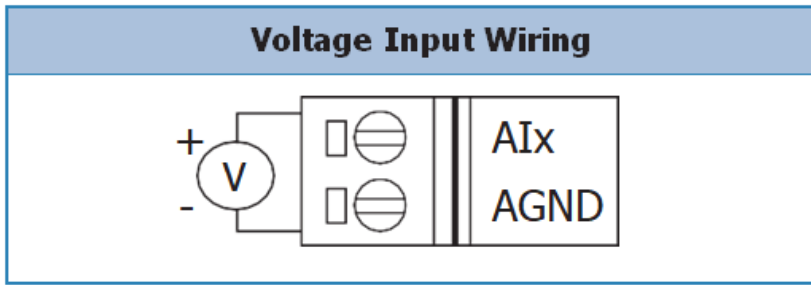 Voltage Input Wiring
+
AIx
V
-
AGND